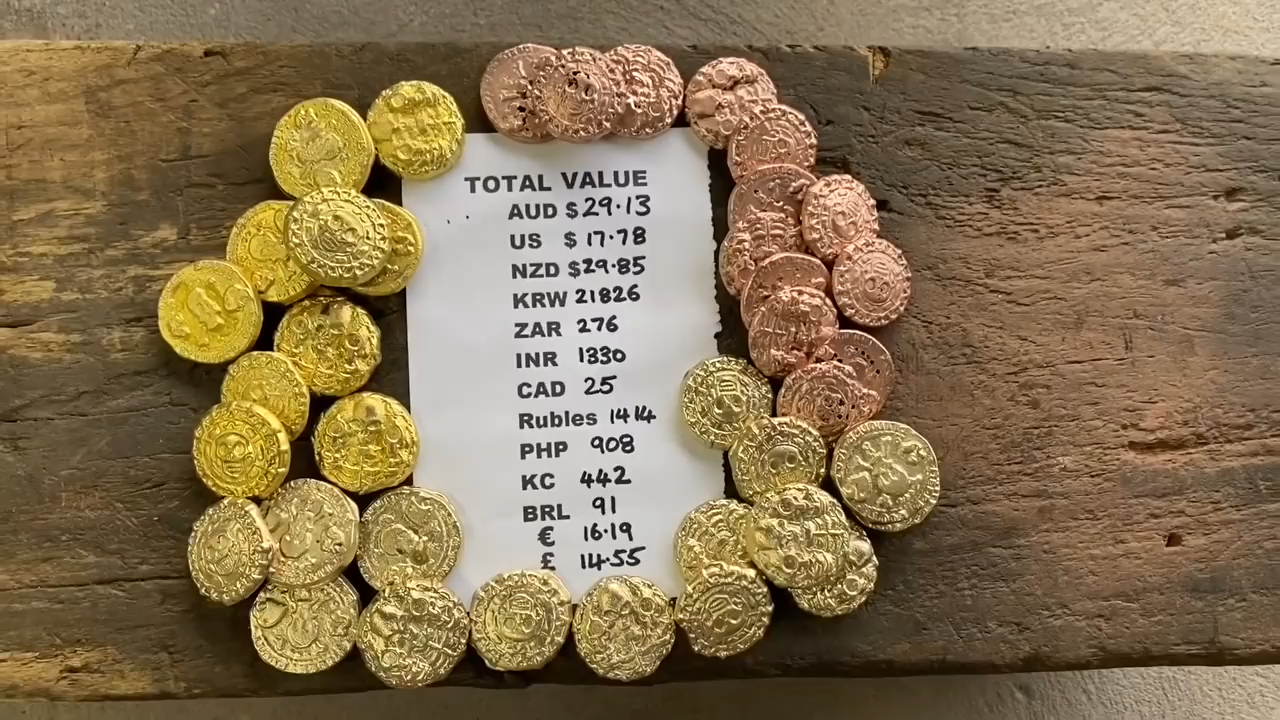 TOTAL VALUE
AUD $29.13
US $17.78
NZD $29.85
KRW 21826
ZAR 276
INR 1330
CAD 25
Rubles 1414
PHP 908
KC 442
BRL 91
€ 16.19
£ 14.55